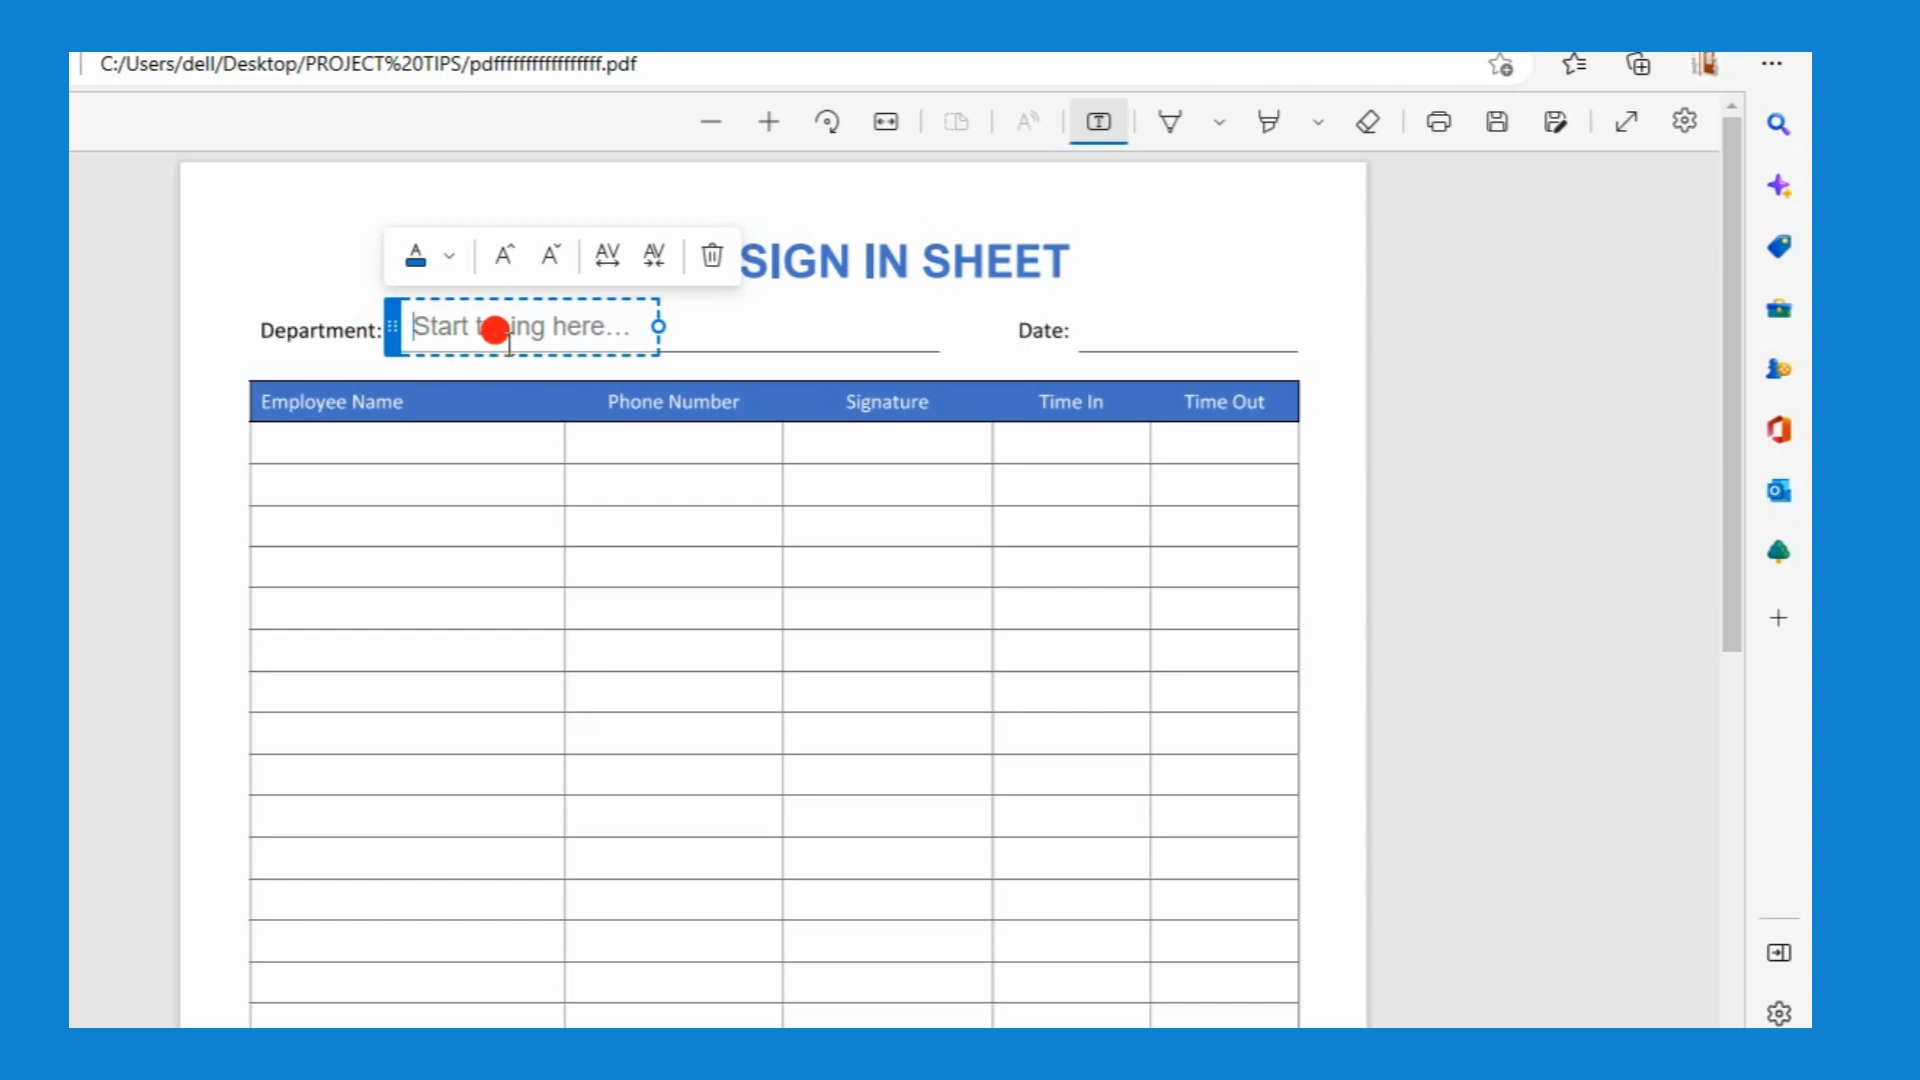 C:/Users/dell/Desktop/PROJECT%20TIPS/pdfffffffffffffffff.pdf
SIGN IN SHEET
Department: Start typing here... Date:
Employee Name Phone Number Signature Time In Time Out